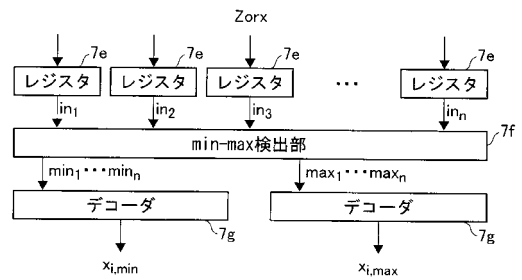 Zorx
7e 7e 7e 7e
レジスタ レジスタ レジスタ ・・・ レジスタ
in1 in2 in3 inn
min-max検出部
7f
min1・・・minn max1・・・maxn
デコーダ デコーダ
7g 7g
xi,min xi,max